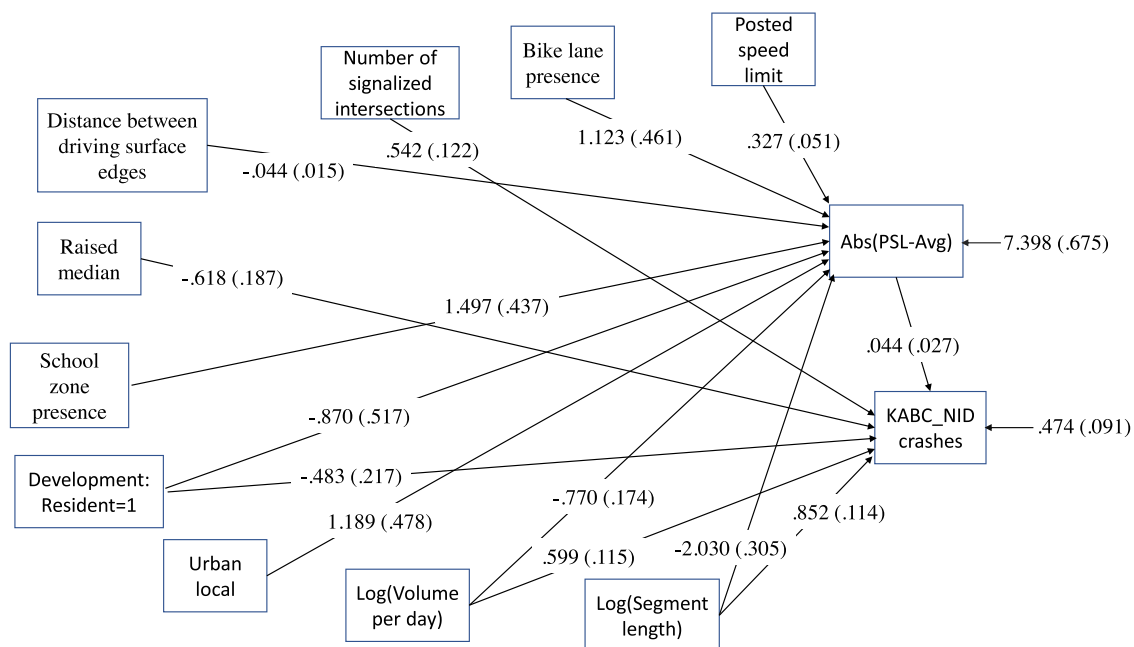 Posted
speed
limit
Bike lane
presence
Number of
signalized
intersections
Distance between
driving surface
edges
1.123 (.461)
.327 (.051)
.542 (.122)
-.044 (.015)
Raised
median
Abs(PSL-Avg)
7.398 (.675)
-.618 (.187)
1.497 (.437)
School
zone
presence
.044 (.027)
KABC_NID
crashes
.474 (.091)
-.870 (.517)
Development:
Resident=1
-.483 (.217)
-.770 (.174)
.852 (.114)
1.189 (.478)
Urban
local
.599 (.115)
-2.030 (.305)
Log(Volume
per day)
Log(Segment
length)